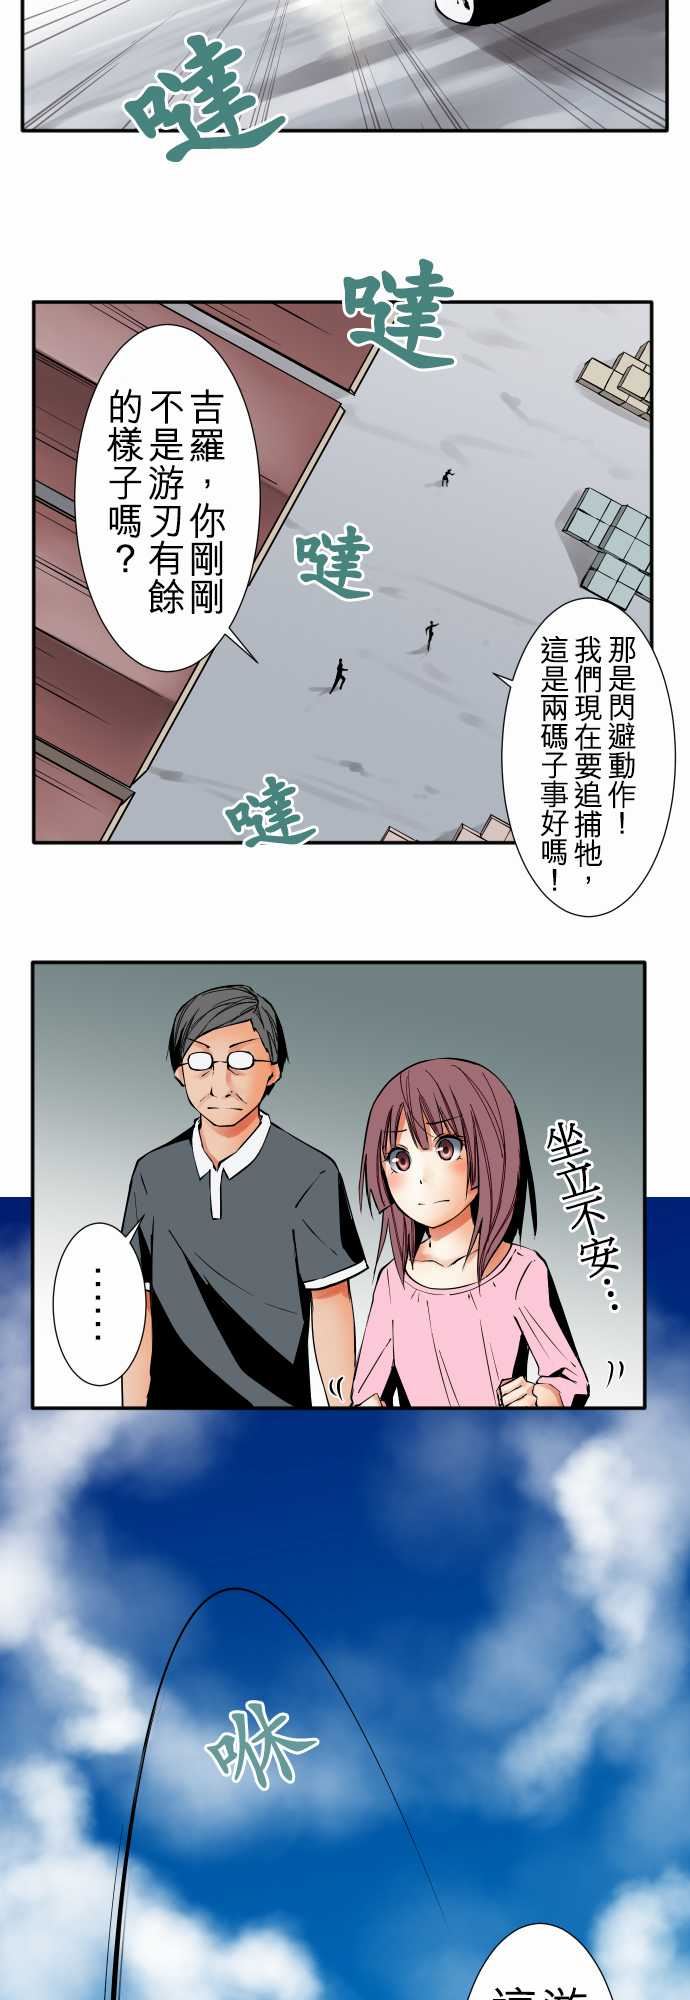 噠
噠
吉羅，你剛剛
不是游刃有餘
的樣子嗎？
噠
那是閃避動作！
我們現在要追捕牠，
這是兩碼子事好嗎！
噠
坐立不安…
……
咻
這游